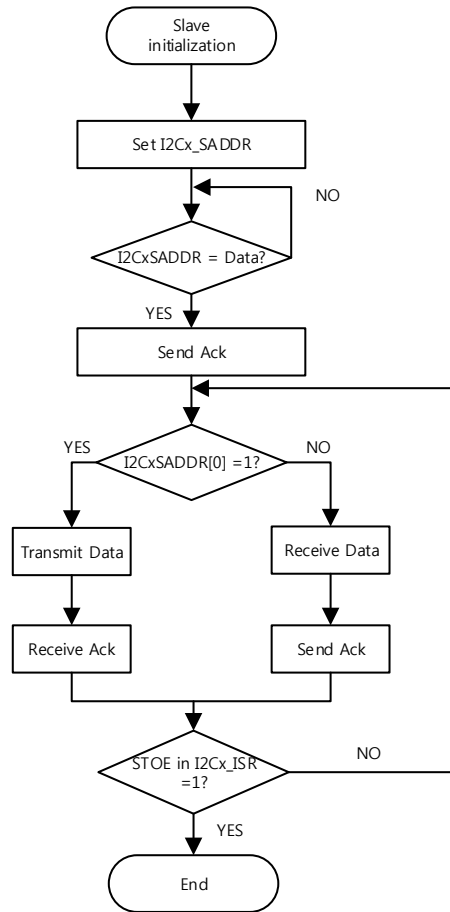 Slave
initialization
Set I2Cx_SADDR
NO
I2CxSADDR = Data?
YES
Send Ack
YES
NO
I2CxSADDR[0] =1?
Transmit Data
Receive Data
Receive Ack
Send Ack
STOE in I2Cx_ISR
=1?
NO
YES
End